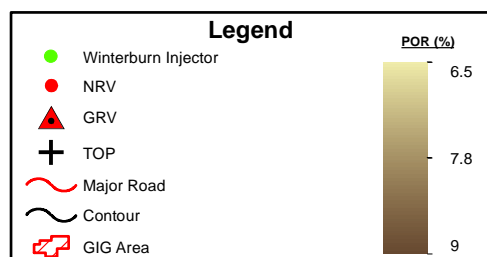 Legend
Winterburn Injector
NRV
GRV
TOP
Major Road
Contour
GIG Area
POR (%)
6.5
7.8
9